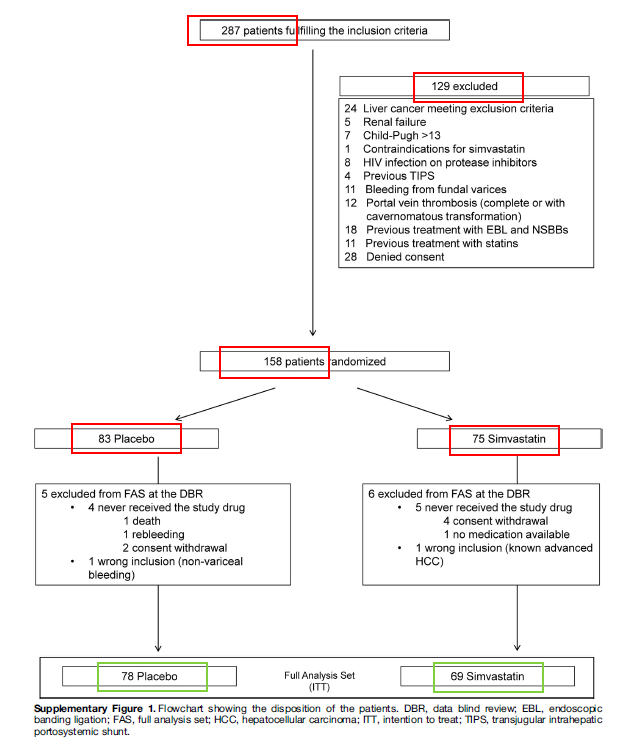 287 patients fulfilling the inclusion criteria
129 excluded
24 Liver cancer meeting exclusion criteria
5 Renal failure
7 Child-Pugh >13
1 Contraindications for simvastatin
8 HIV infection on protease inhibitors
4 Previous TIPS
11 Bleeding from fundal varices
12 Portal vein thrombosis (complete or with
cavernomatous transformation)
18 Previous treatment with EBL and NSBBs
11 Previous treatment with statins
28 Denied consent
158 patients randomized
83 Placebo
75 Simvastatin
5 excluded from FAS at the DBR
• 4 never received the study drug
1 death
1 rebleeding
2 consent withdrawal
• 1 wrong inclusion (non-variceal
bleeding)
6 excluded from FAS at the DBR
• 5 never received the study drug
4 consent withdrawal
1 no medication available
• 1 wrong inclusion (known advanced
HCC)
78 Placebo
Full Analysis Set
(ITT)
69 Simvastatin
Supplementary Figure 1. Flowchart showing the disposition of the patients. DBR, data blind review; EBL, endoscopic
banding ligation; FAS, full analysis set; HCC, hepatocellular carcinoma; ITT, intention to treat; TIPS, transjugular intrahepatic
portosystemic shunt.